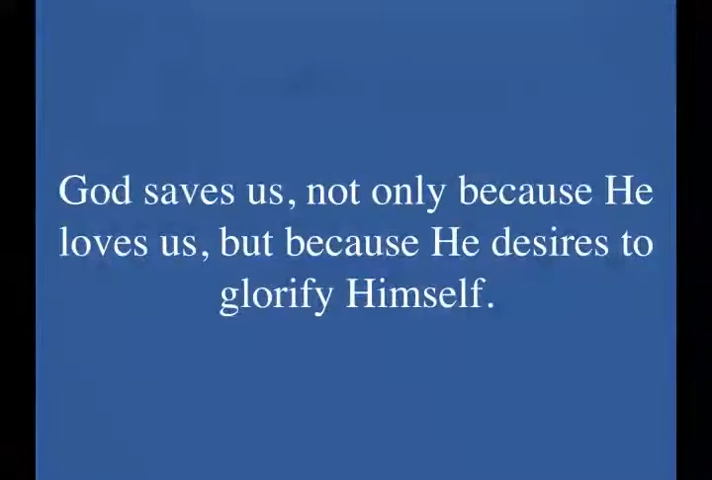 God saves us, not only because He
loves us, but because He desires to
glorify Himself.